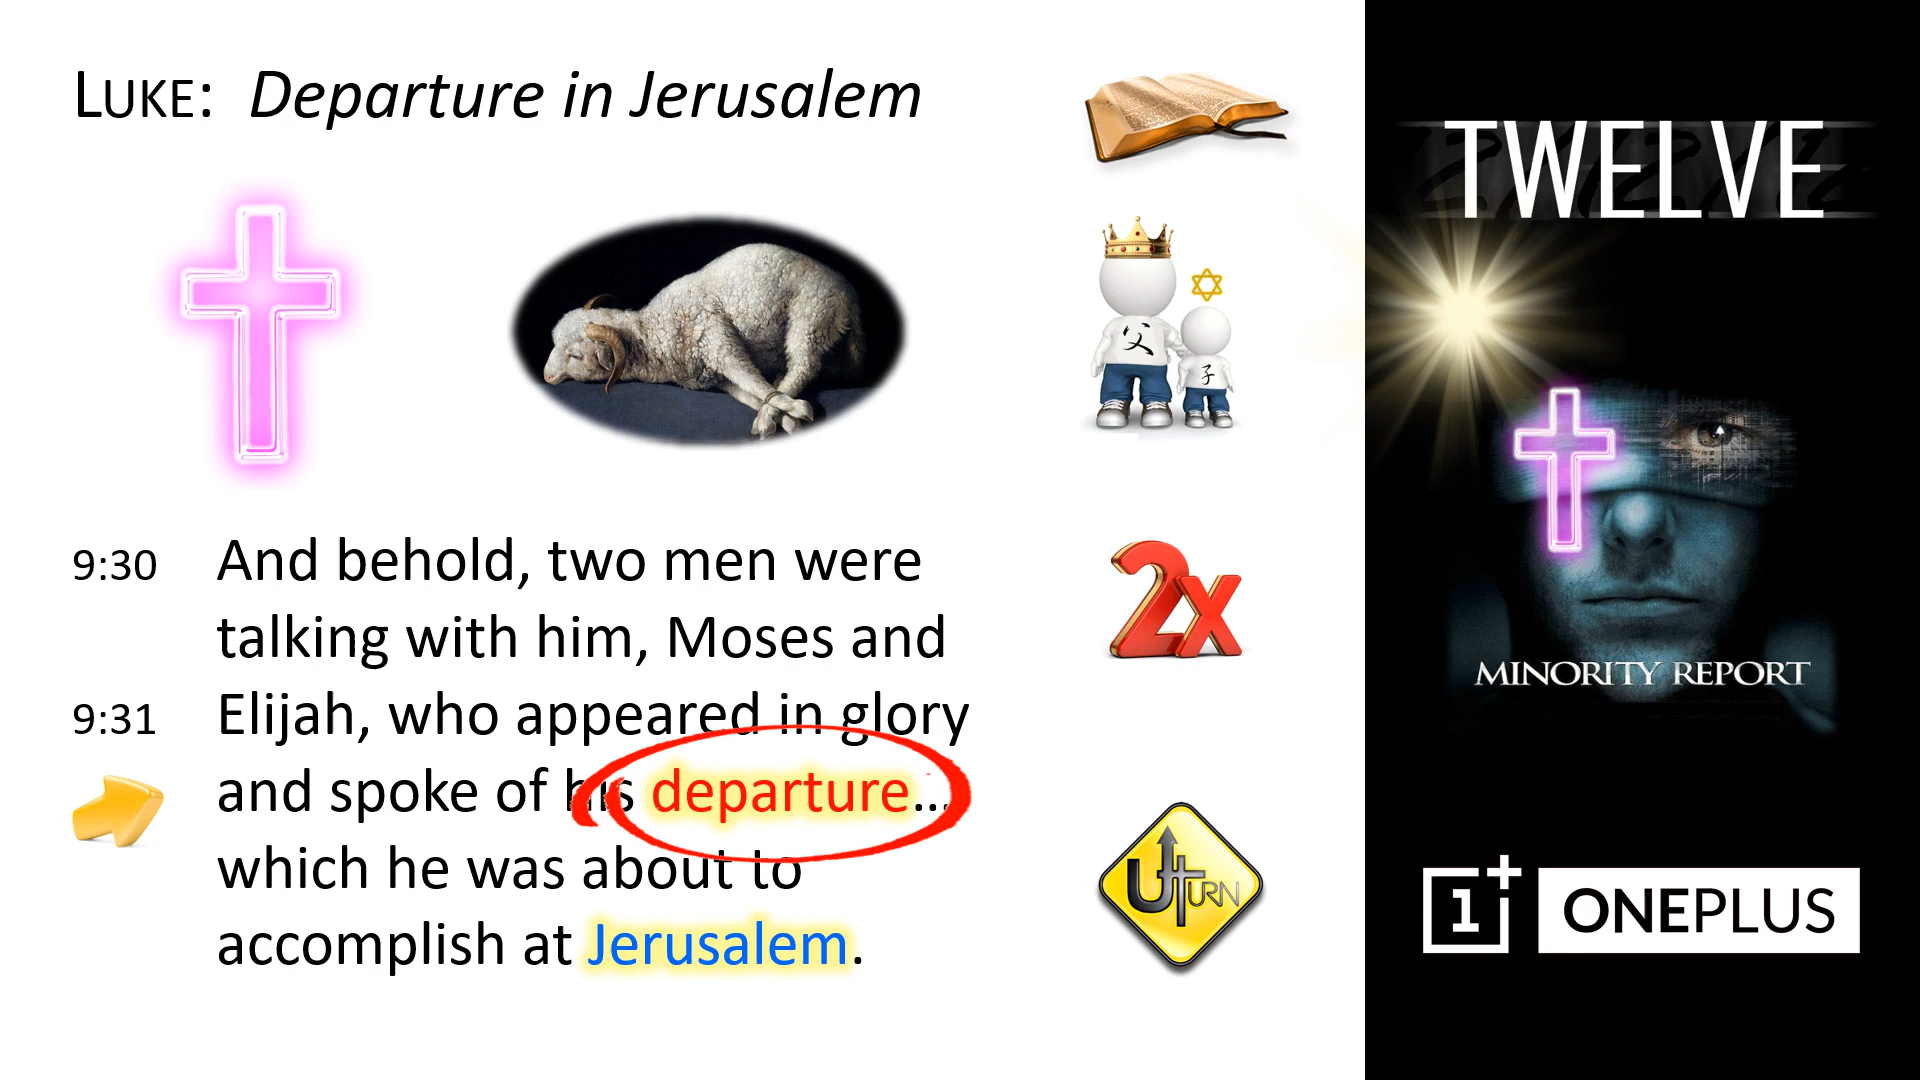 LUKE: Departure in Jerusalem
9:30 And behold, two men were
talking with him, Moses and
9:31 Elijah, who appeared in glory
and spoke of his departure...
which he was about to
accomplish at Jerusalem.
父
子
2x
U TURN
TWELVE
MINORITY REPORT
1+ ONEPLUS